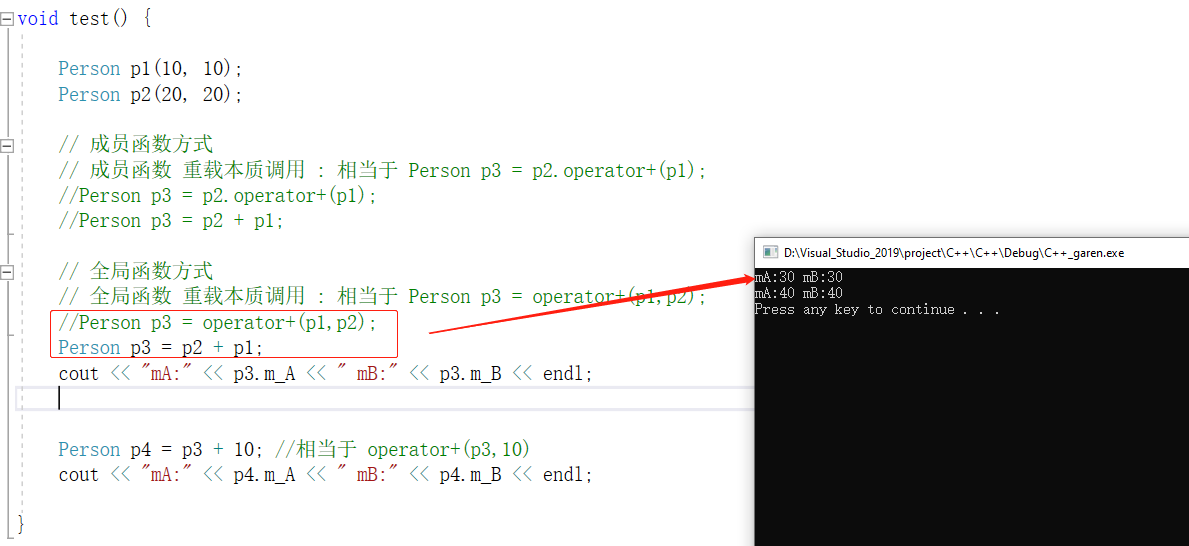 void test() {
Person p1(10, 10);
Person p2(20, 20);
// 成员函数方式
// 成员函数 重载本质调用 : 相当于 Person p3 = p2.operator+(p1);
//Person p3 = p2.operator+(p1);
//Person p3 = p2 + p1;
// 全局函数方式
// 全局函数 重载本质调用 : 相当于 Person p3 = operator+(p1,p2);
//Person p3 = operator+(p1,p2);
Person p3 = p2 + p1;
cout << "mA:" << p3.m_A << " mB:" << p3.m_B << endl;
Person p4 = p3 + 10; //相当于 operator+(p3,10)
cout << "mA:" << p4.m_A << " mB:" << p4.m_B << endl;
}
D:\Visual_Studio_2019\project\C++\C++\Debug\C++_garen.exe
mA:30 mB:30
mA:40 mB:40
Press any key to continue . . .